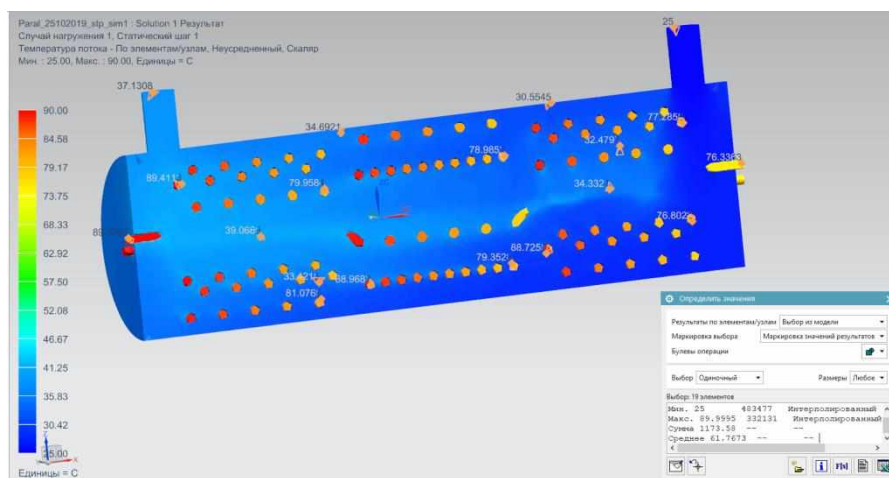 Paral_25102019_stp_sim1 : Solution 1 Результат
Случай нагружения 1, Статический шаг 1
Температура потока - По элементам/узлам, Неусредненный, Скаляр
Мин. : 25.00, Макс. : 90.00, Единицы = C
25
37.1308
30.5545
34.6921
90.00
84.58
79.17
73.75
68.33
62.92
57.50
52.08
46.67
41.25
35.83
30.42
25.00
Единицы = C
77.285
32.479
78.985
76.3363
89.411
79.958
34.332
39.066
76.802
88.725
79.352
33.421
88.968
81.076
Определить значения
Результаты по элементам/узлам Выбор из модели
Маркировка выбора Маркировка значений результатов
Булевы операции
Выбор Одиночный Размеры Любое
Выбор: 19 элементов
Мин. 25 483477 Интерполированный
Макс. 89.9995 332131 Интерполированный
Сумма 1173.58 -- --
Среднее 61.7673 -- --